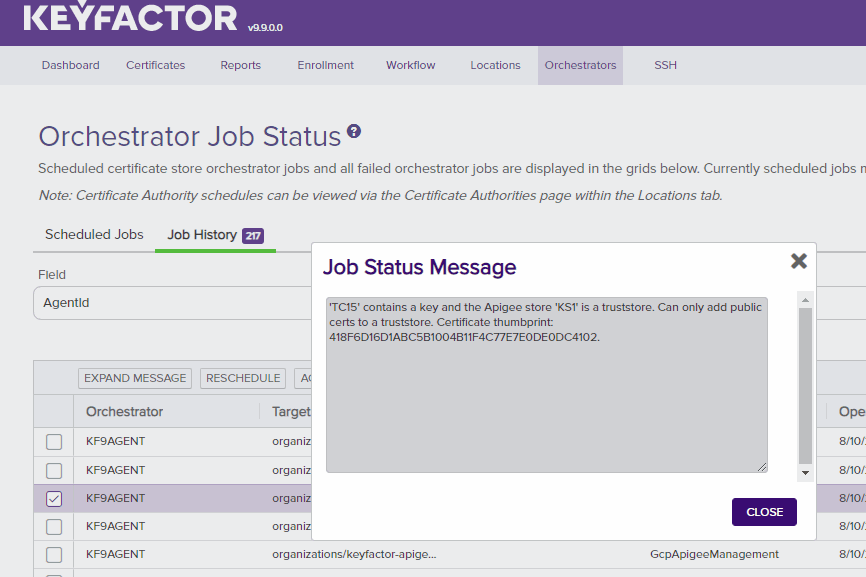 KEYFACTOR v9.9.0.0
Dashboard Certificates Reports Enrollment Workflow Locations Orchestrators SSH
Orchestrator Job Status ?
Scheduled certificate store orchestrator jobs and all failed orchestrator jobs are displayed in the grids below. Currently scheduled jobs
Note: Certificate Authority schedules can be viewed via the Certificate Authorities page within the Locations tab.
Scheduled Jobs Job History 217
Field
AgentId
Job Status Message
'TC15' contains a key and the Apigee store 'KS1' is a truststore. Can only add public
certs to a truststore. Certificate thumbprint:
418F6D16D1ABC5B1004B11F4C77E7E0DE0DC4102.
CLOSE
EXPAND MESSAGE RESCHEDULE
Orchestrator Target Ope
KF9AGENT organiz 8/10/
KF9AGENT organiz 8/10/
KF9AGENT organiz 8/10/
KF9AGENT organiz 8/10/
KF9AGENT organizations/keyfactor-apige... GcpApigeeManagement 8/10/